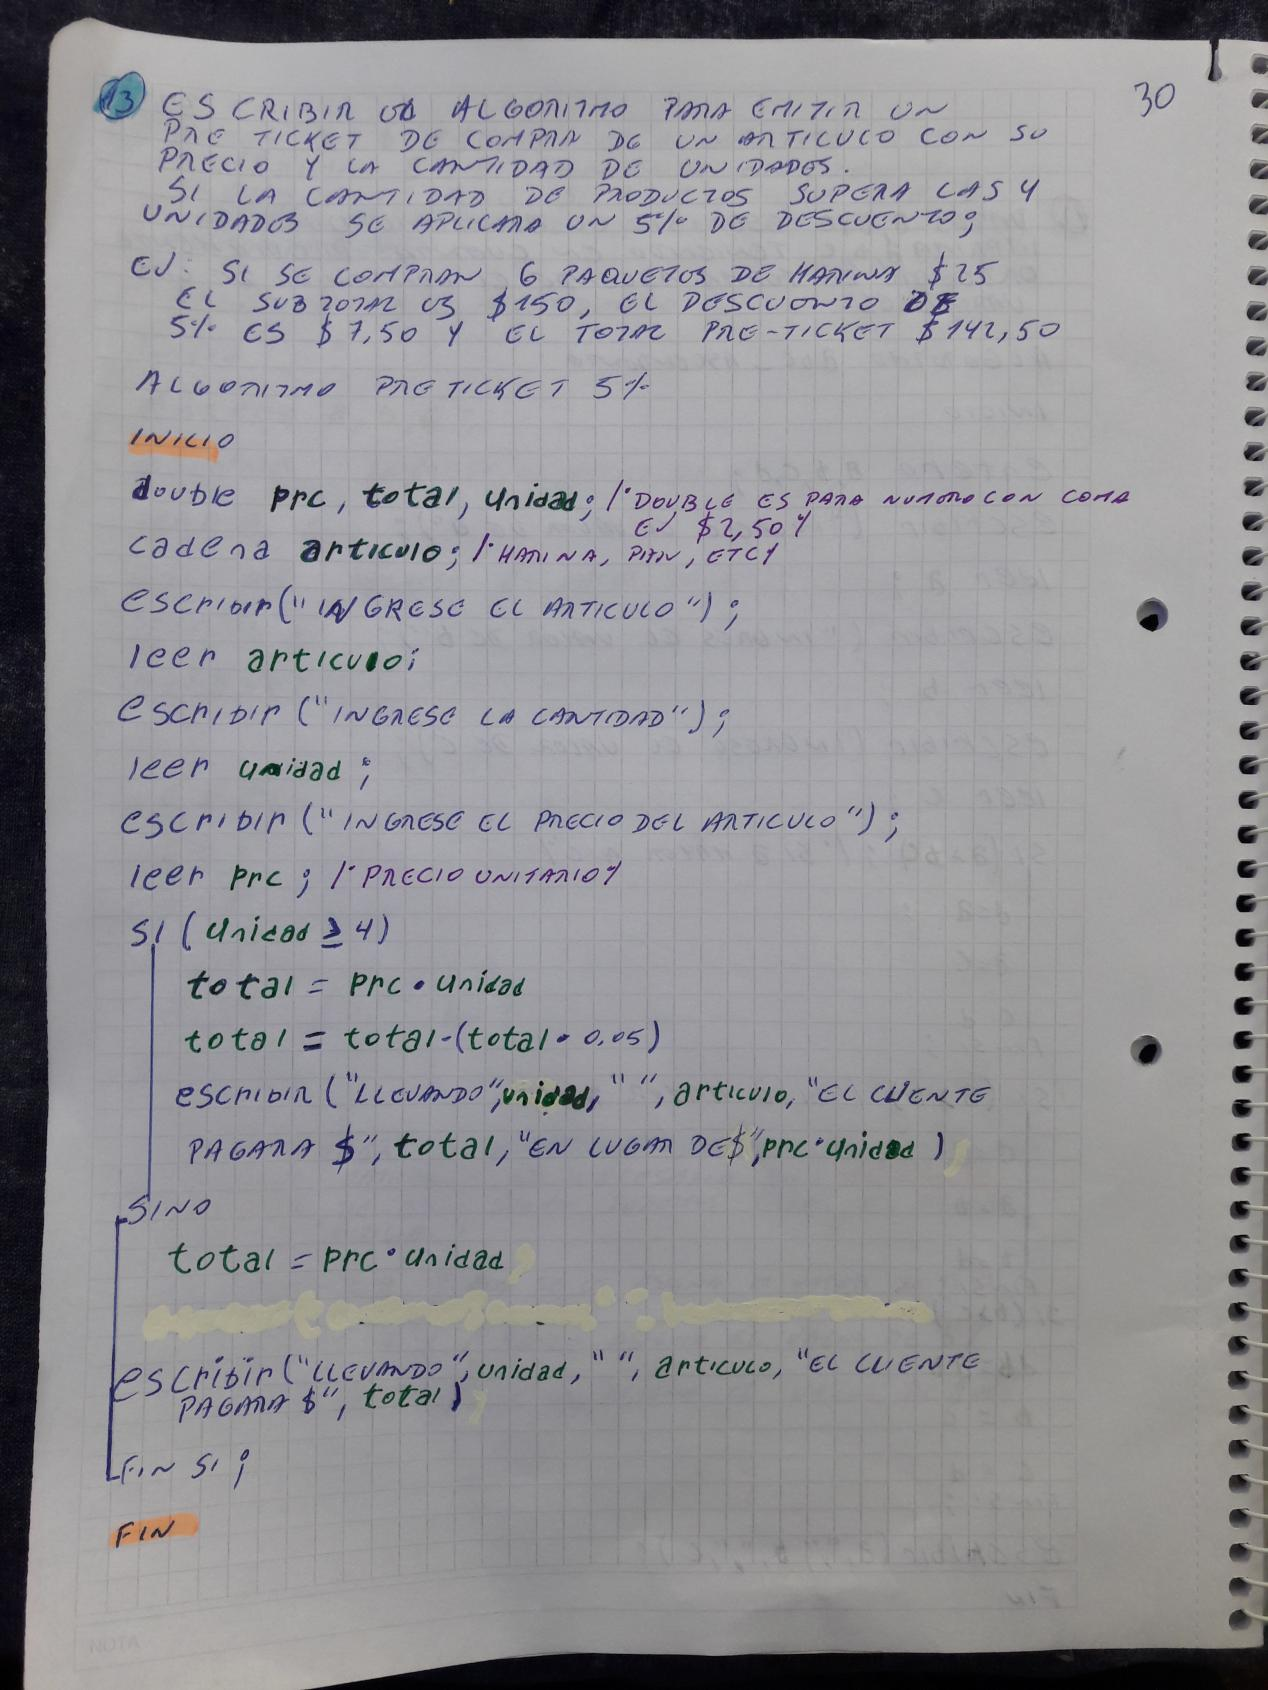 13 ESCRIBIR UN ALGORITMO PARA EMITIR UN 30
PRE TICKET DE COMPRA DE UN ARTICULO CON SU
PRECIO Y LA CANTIDAD DE UNIDADES.
SI LA CANTIDAD DE PRODUCTOS SUPERA LAS 4
UNIDADES SE APLICARA UN 5% DE DESCUENTO;
EJ: SI SE COMPRAN 6 PAQUETES DE HARINA $25
EL SUBTOTAL ES $150, EL DESCUENTO DE
5% ES $7,50 Y EL TOTAL PRE-TICKET $142,50
ALGORITMO PRETICKET 5%
INICIO
double prc, total, unidad; /*DOUBLE ES PARA NUMERO CON COMA
EJ $2,50*/
cadena articulo; /*HARINA, PAN, ETC*/
escribir("INGRESE EL ARTICULO");
leer articulo;
escribir("INGRESE LA CANTIDAD");
leer unidad;
escribir("INGRESE EL PRECIO DEL ARTICULO");
leer prc; /*PRECIO UNITARIO*/
SI (unidad ≥ 4)
total = prc * unidad
total = total-(total * 0.05)
escribir("LLEVANDO",unidad," ", articulo, "EL CLIENTE
PAGARA $", total, "EN LUGAR DE$",prc*unidad)
SINO
total = prc * unidad
escribir("LLEVANDO", unidad, " ", articulo, "EL CLIENTE
PAGARA $", total)
FIN SI;
FIN